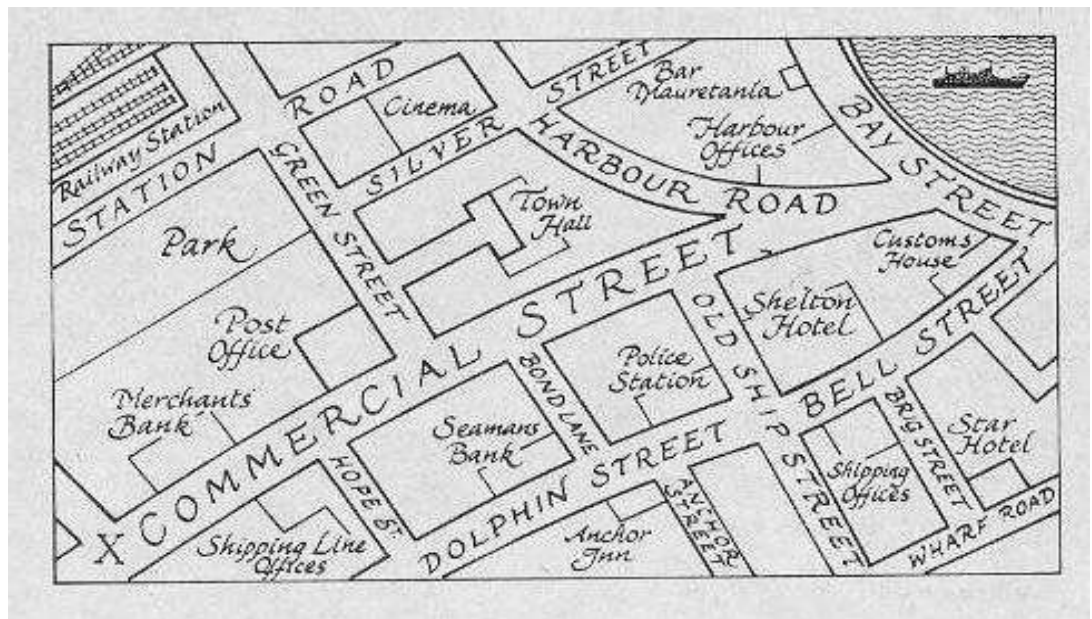 Railway Station
STATION ROAD
Cinema
SILVER STREET
Bar
Mauretania
Harbour
Offices
HARBOUR ROAD
BAY STREET
GREEN STREET
Town
Hall
Park
Post
Office
Merchants
Bank
X COMMERCIAL STREET
Customs
House
Shelton
Hotel
OLD SHIP STREET
Police
Station
BOND LANE
Seamans
Bank
HOPE ST.
Shipping Line
Offices
DOLPHIN STREET
Anchor
Inn
ANCHOR
STREET
BELL STREET
BRIG STREET
Shipping
Offices
Star
Hotel
WHARF ROAD